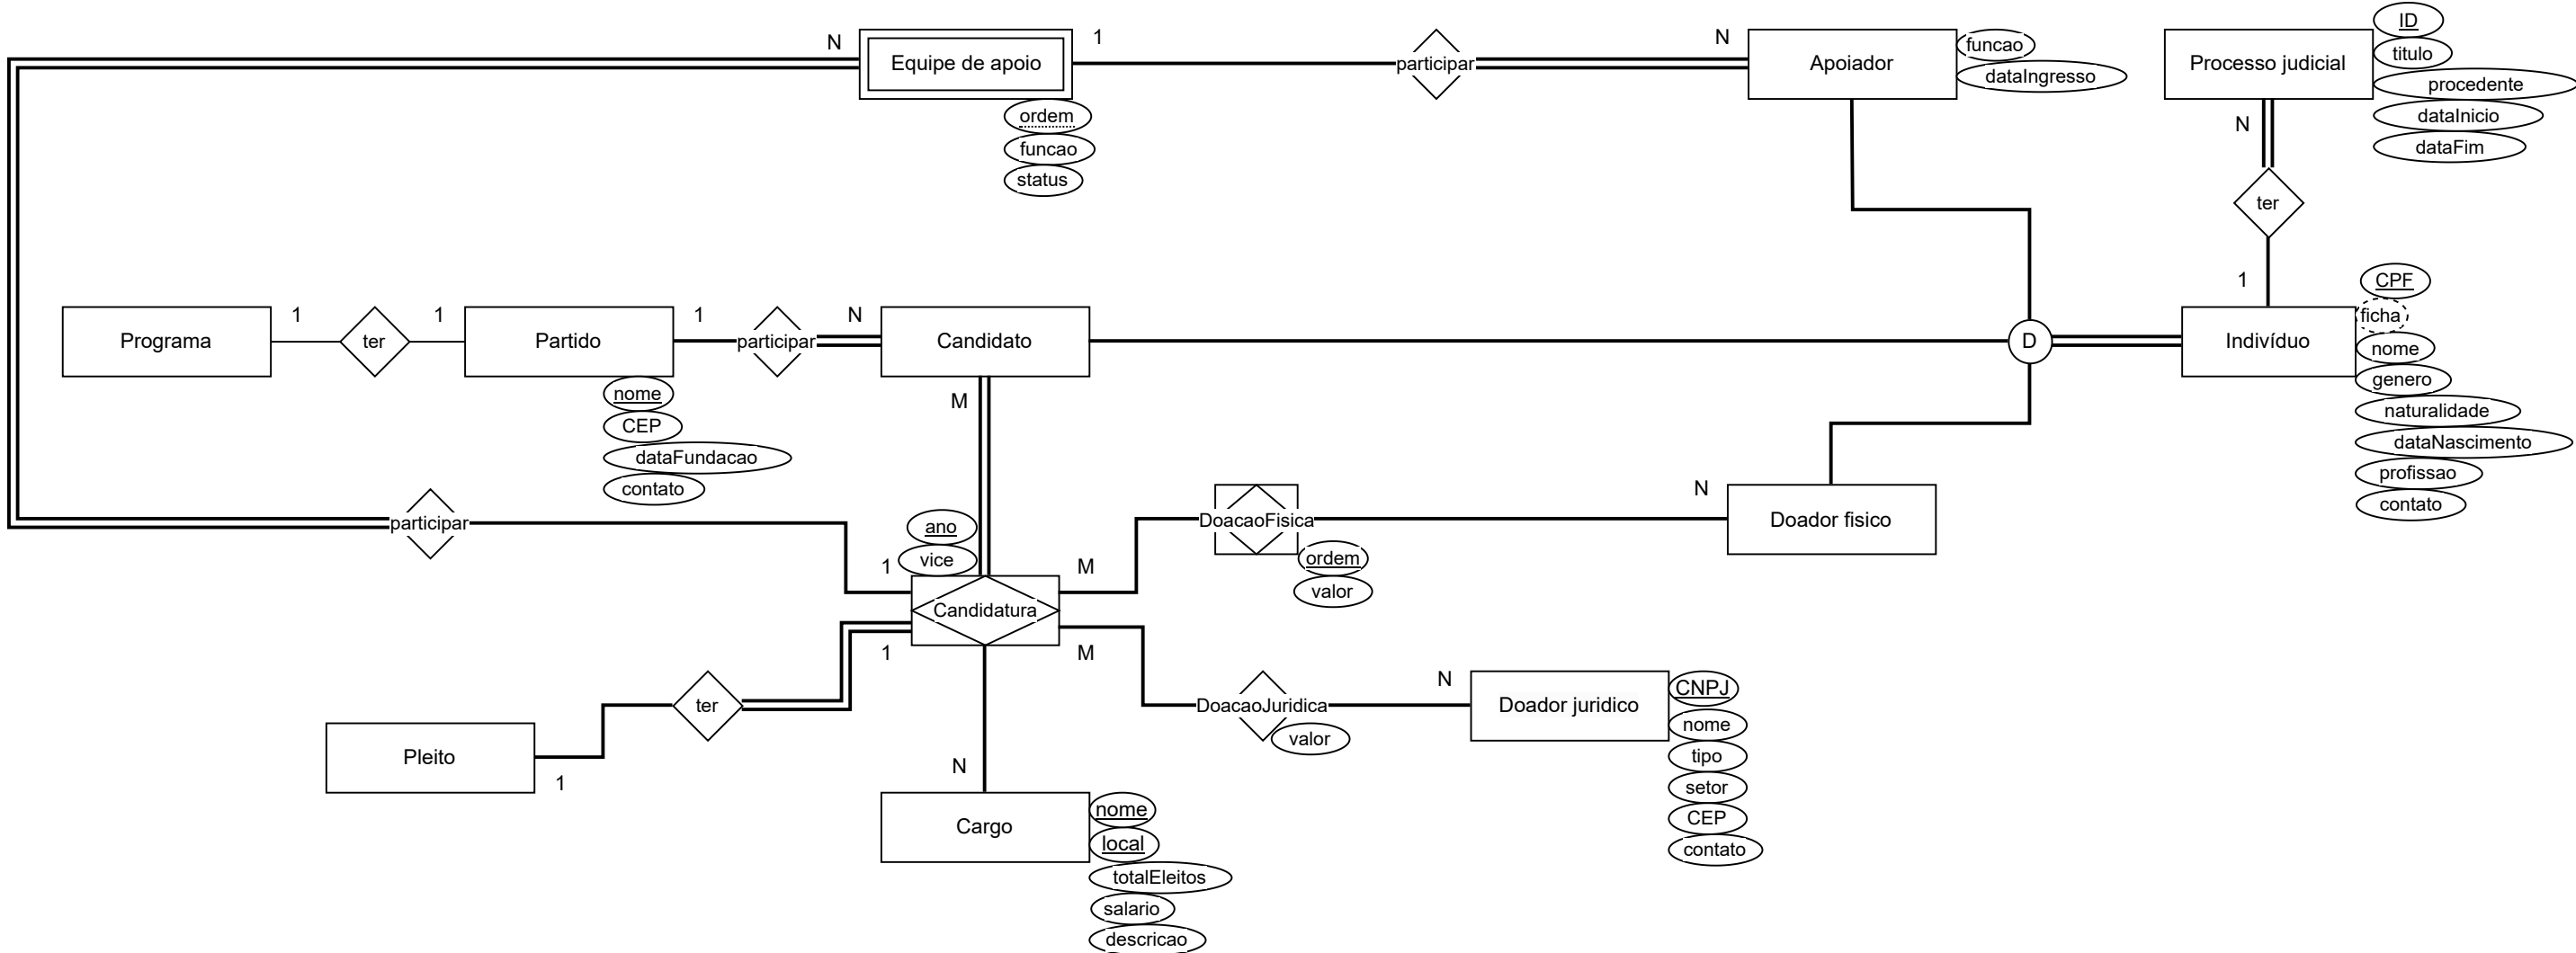 ID
N
Equipe de apoio
1
participar
N
Apoiador
funcao
dataIngresso
Processo judicial
titulo
procedente
dataInicio
dataFim
ordem
funcao
status
N
ter
1
Programa
1
ter
1
Partido
1
participar
N
Candidato
D
Indivíduo
CPF
ficha
nome
genero
naturalidade
dataNascimento
profissao
contato
nome
CEP
dataFundacao
contato
M
participar
ano
vice
1
M
DoacaoFisica
ordem
valor
N
Doador fisico
Candidatura
1
M
ter
Pleito
1
DoacaoJuridica
valor
N
Doador juridico
CNPJ
nome
tipo
setor
CEP
contato
N
Cargo
nome
local
totalEleitos
salario
descricao